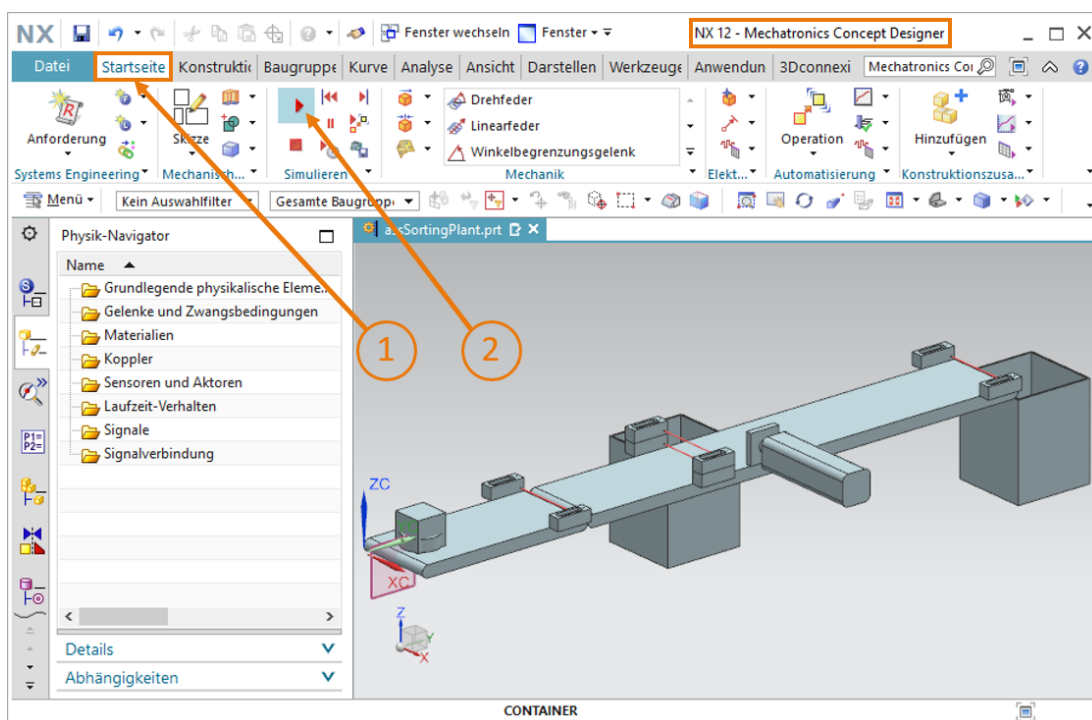 NX
Fenster wechseln
Fenster
NX 12 - Mechatronics Concept Designer
Datei
Startseite
Konstruktic
Baugruppe
Kurve
Analyse
Ansicht
Darstellen
Werkzeuge
Anwendun
3Dconnexi
Mechatronics Coı
Anforderung
Skizze
Drehfeder
Linearfeder
Winkelbegrenzungsgelenk
Operation
Hinzufügen
Systems Engineering
Mechanisch...
Simulieren
Mechanik
Elekt...
Automatisierung
Konstruktionszusa...
Menü
Kein Auswahlfilter
Gesamte Baugruppe
Physik-Navigator
assSortingPlant.prt
Name
Grundlegende physikalische Eleme...
Gelenke und Zwangsbedingungen
Materialien
Koppler
Sensoren und Aktoren
Laufzeit-Verhalten
Signale
Signalverbindung
P1=
P2=
1
2
ZC
XC
Z
Y
X
Details
Abhängigkeiten
CONTAINER